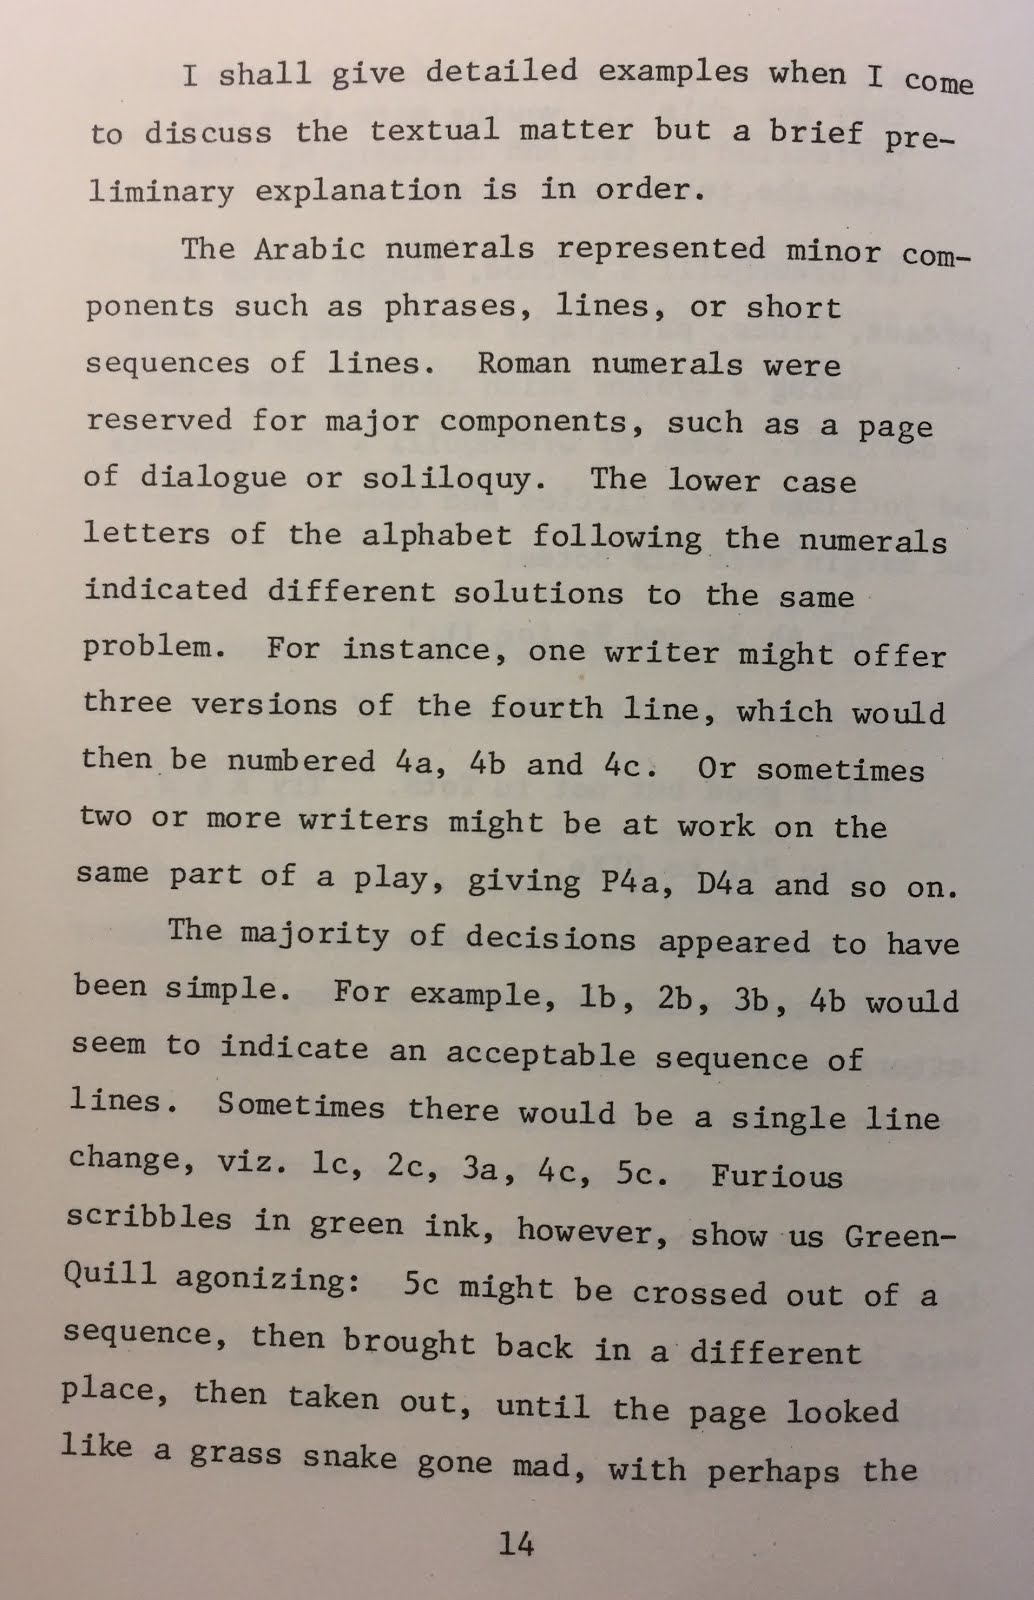 I shall give detailed examples when I come
to discuss the textual matter but a brief pre-
liminary explanation is in order.
The Arabic numerals represented minor com-
ponents such as phrases, lines, or short
sequences of lines. Roman numerals were
reserved for major components, such as a page
of dialogue or soliloquy. The lower case
letters of the alphabet following the numerals
indicated different solutions to the same
problem. For instance, one writer might offer
three versions of the fourth line, which would
then be numbered 4a, 4b and 4c. Or sometimes
two or more writers might be at work on the
same part of a play, giving P4a, D4a and so on.
The majority of decisions appeared to have
been simple. For example, 1b, 2b, 3b, 4b would
seem to indicate an acceptable sequence of
lines. Sometimes there would be a single line
change, viz. 1c, 2c, 3a, 4c, 5c. Furious
scribbles in green ink, however, show us Green-
Quill agonizing: 5c might be crossed out of a
sequence, then brought back in a different
place, then taken out, until the page looked
like a grass snake gone mad, with perhaps the
14